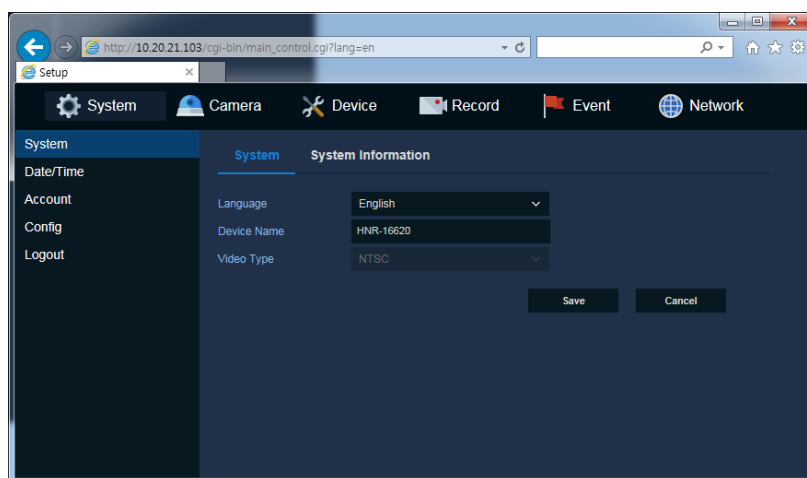 http://10.20.21.103/cgi-bin/main_control.cgi?lang=en
Setup
System Camera Device Record Event Network
System
Date/Time
Account
Config
Logout
System System Information
Language English
Device Name HNR-16620
Video Type NTSC
Save Cancel